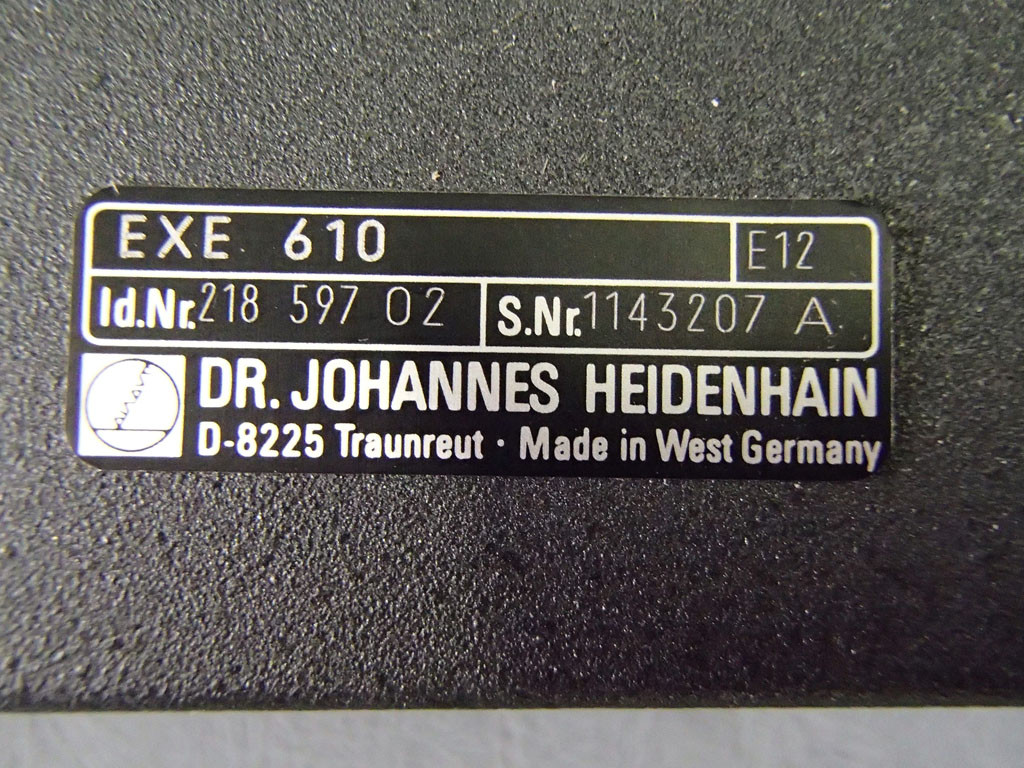 EXE 610 E12
Id.Nr. 218 597 02 S.Nr. 1143207 A
DR. JOHANNES HEIDENHAIN
D-8225 Traunreut · Made in West Germany